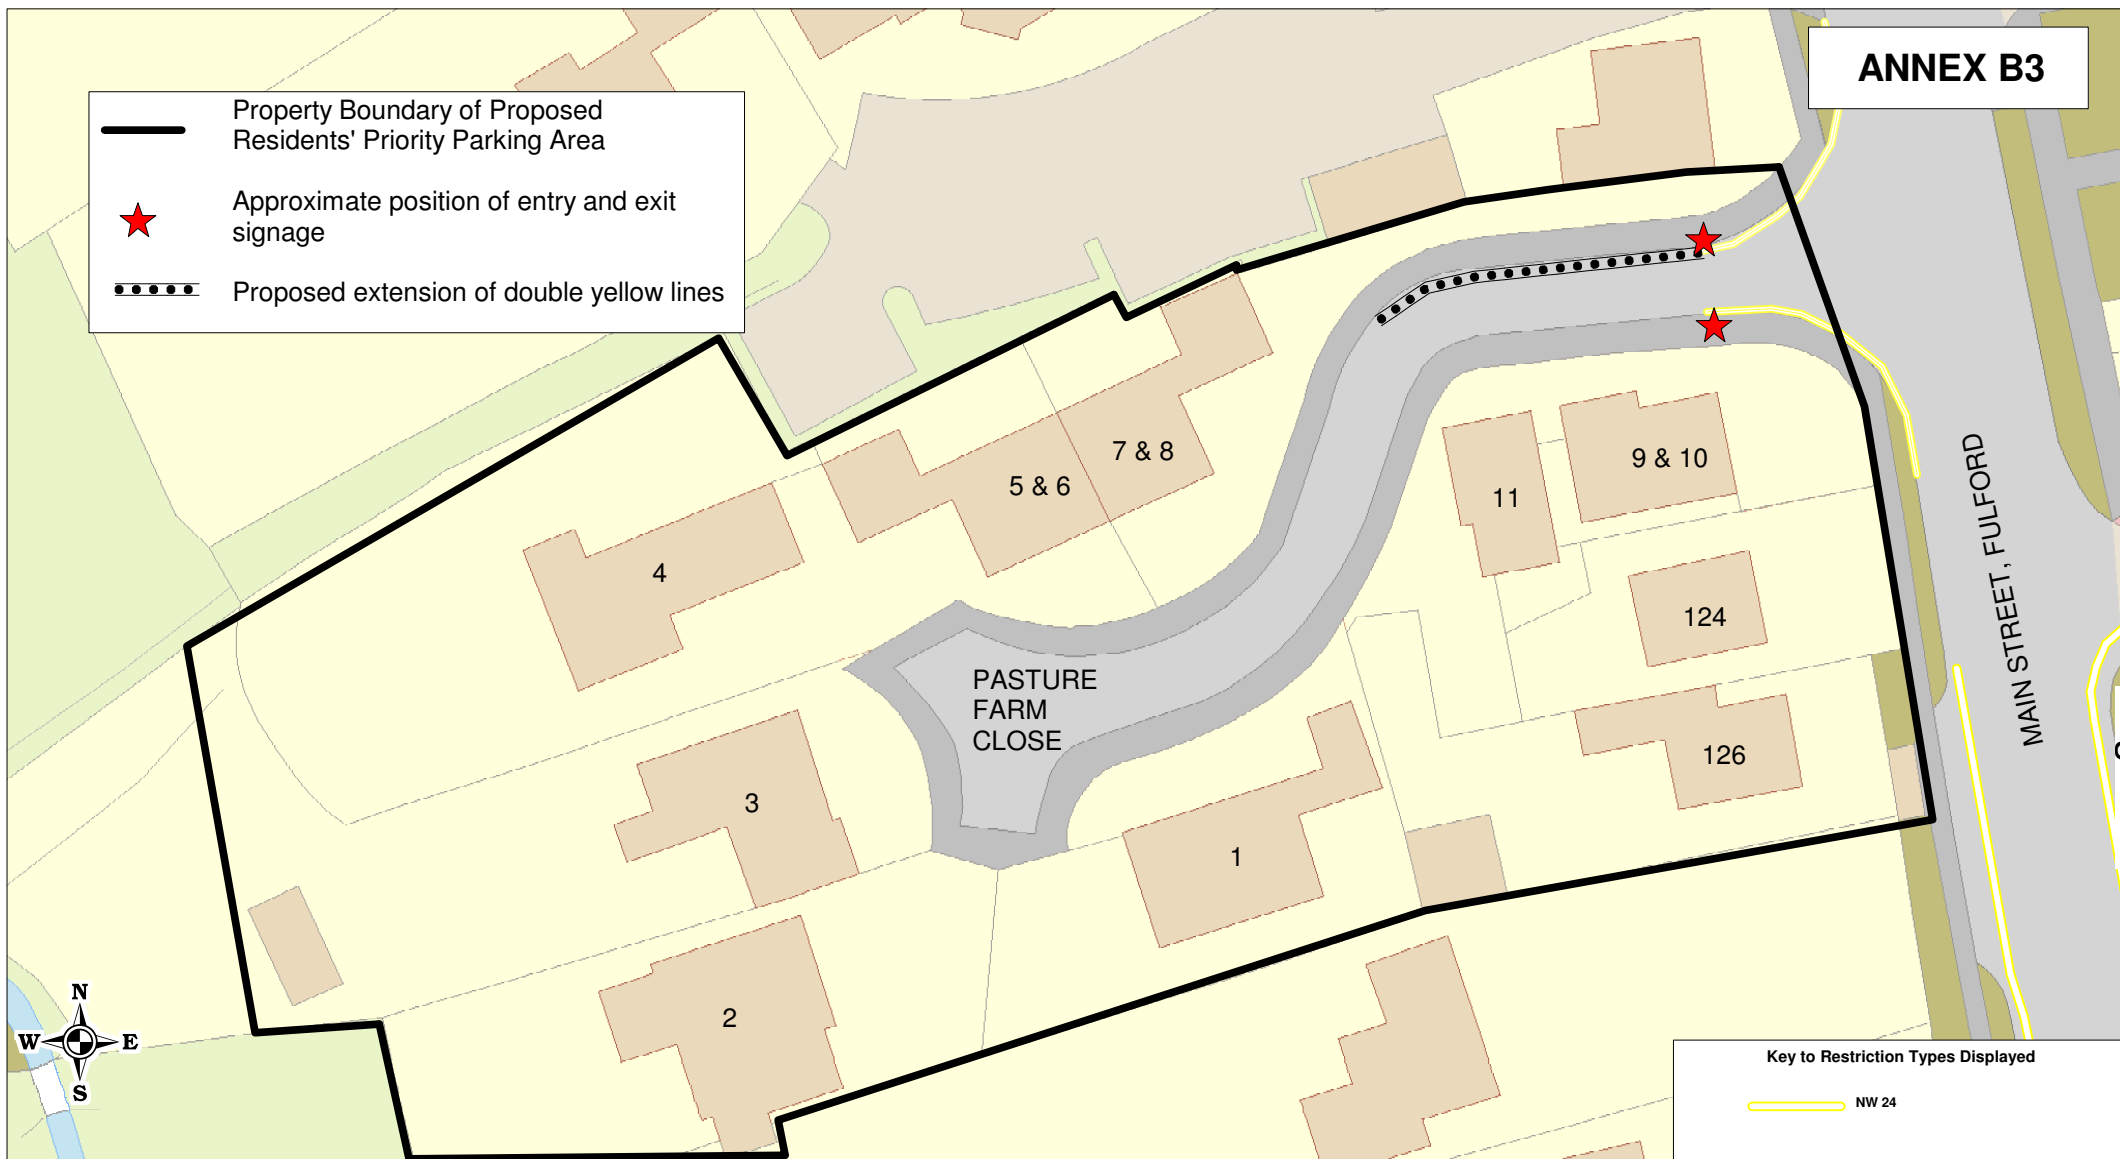 ANNEX B3
Property Boundary of Proposed
Residents' Priority Parking Area
Approximate position of entry and exit
signage
Proposed extension of double yellow lines
7 & 8
5 & 6
9 & 10
11
4
124
PASTURE
FARM
CLOSE
MAIN STREET, FULFORD
126
3
1
2
N
W
E
S
Key to Restriction Types Displayed
NW 24